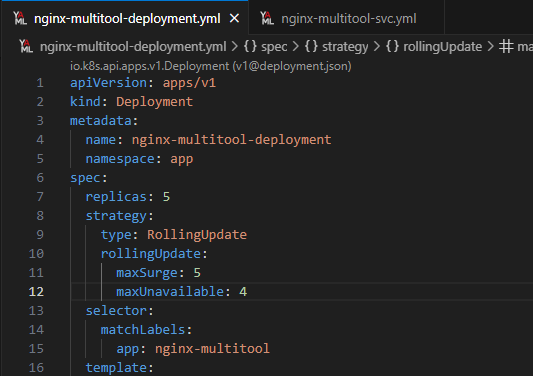 YAML nginx-multitool-deployment.yml × YAML nginx-multitool-svc.yml
YAML nginx-multitool-deployment.yml > {} spec > {} strategy > {} rollingUpdate > # ma
io.k8s.api.apps.v1.Deployment (v1@deployment.json)
1 apiVersion: apps/v1
2 kind: Deployment
3 metadata:
4   name: nginx-multitool-deployment
5   namespace: app
6 spec:
7   replicas: 5
8   strategy:
9     type: RollingUpdate
10     rollingUpdate:
11       maxSurge: 5
12       maxUnavailable: 4
13   selector:
14     matchLabels:
15       app: nginx-multitool
16   template: